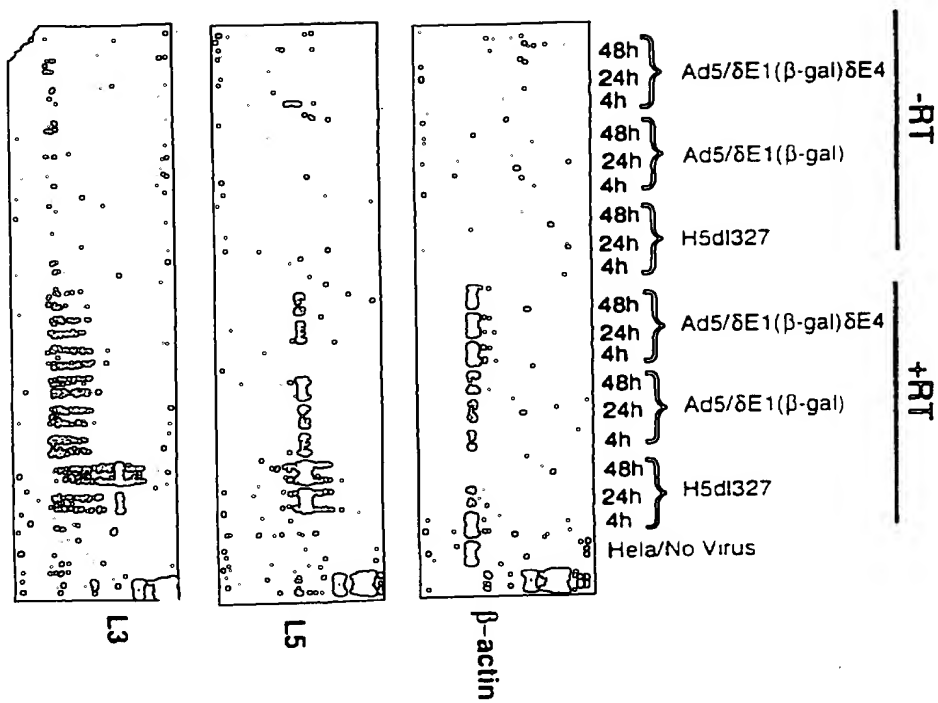 -RT
48h
24h
4h
Ad5/δE1(β-gal)δE4
48h
24h
4h
Ad5/δE1(β-gal)
48h
24h
4h
H5dl327
+RT
48h
24h
4h
Ad5/δE1(β-gal)δE4
48h
24h
4h
Ad5/δE1(β-gal)
48h
24h
4h
H5dl327
Hela/No Virus
L3
L5
β-actin